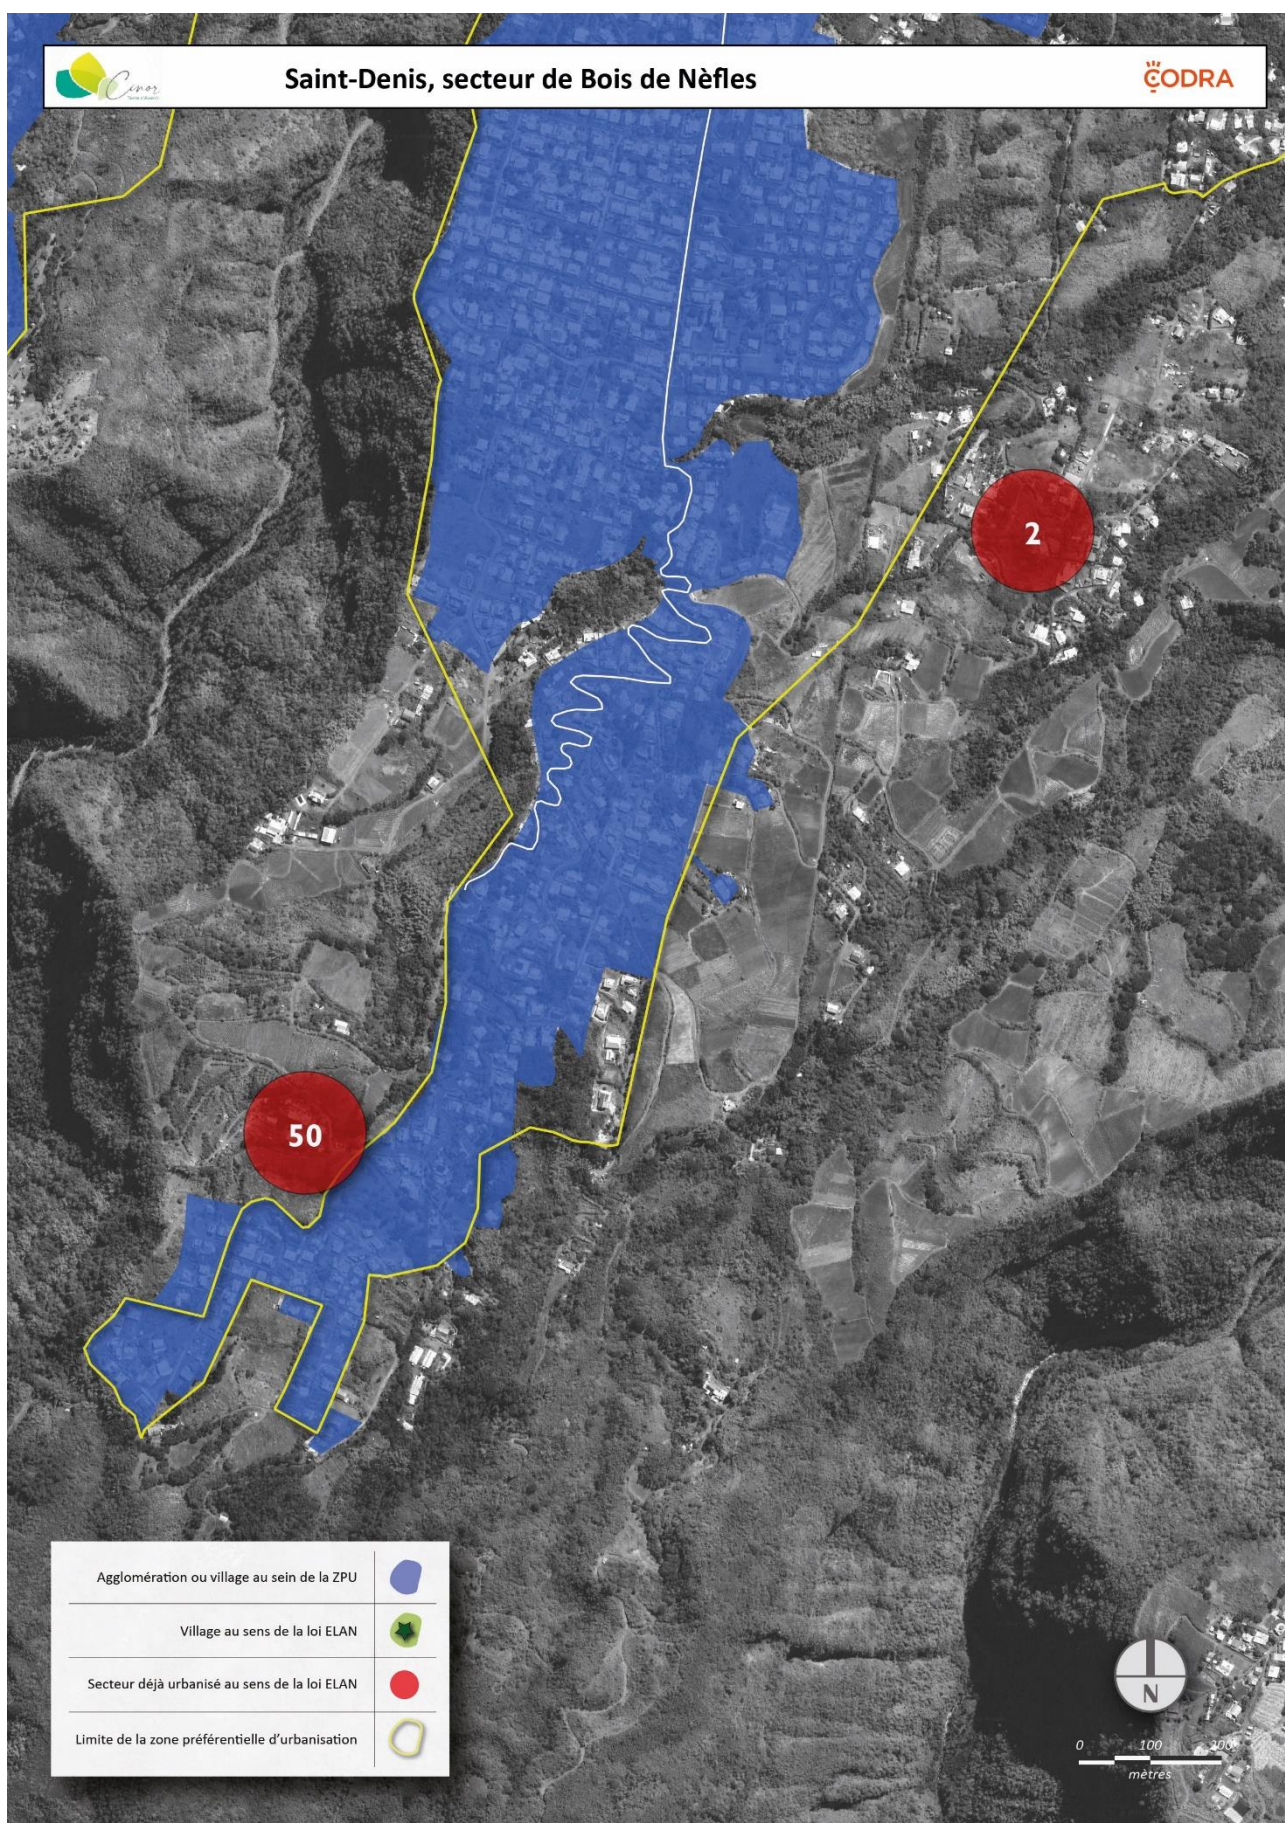 Cinor
Saint-Denis, secteur de Bois de Nèfles
CODRA
2
50
Agglomération ou village au sein de la ZPU
Village au sens de la loi ELAN
Secteur déjà urbanisé au sens de la loi ELAN
Limite de la zone préférentielle d'urbanisation
N
0 100 200
mètres